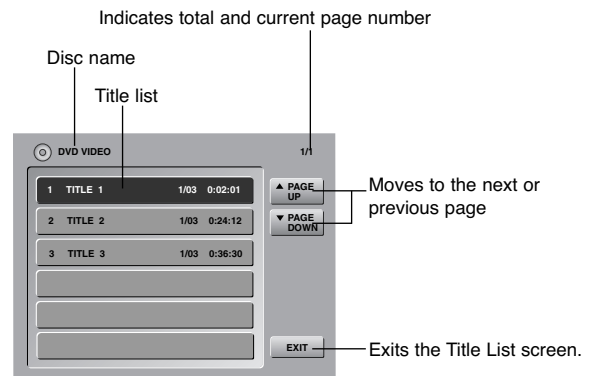 Indicates total and current page number
Disc name
Title list
DVD VIDEO 1/1
1 TITLE 1 1/03 0:02:01
2 TITLE 2 1/03 0:24:12
3 TITLE 3 1/03 0:36:30
▲ PAGE
UP
▼ PAGE
DOWN
Moves to the next or
previous page
EXIT
Exits the Title List screen.